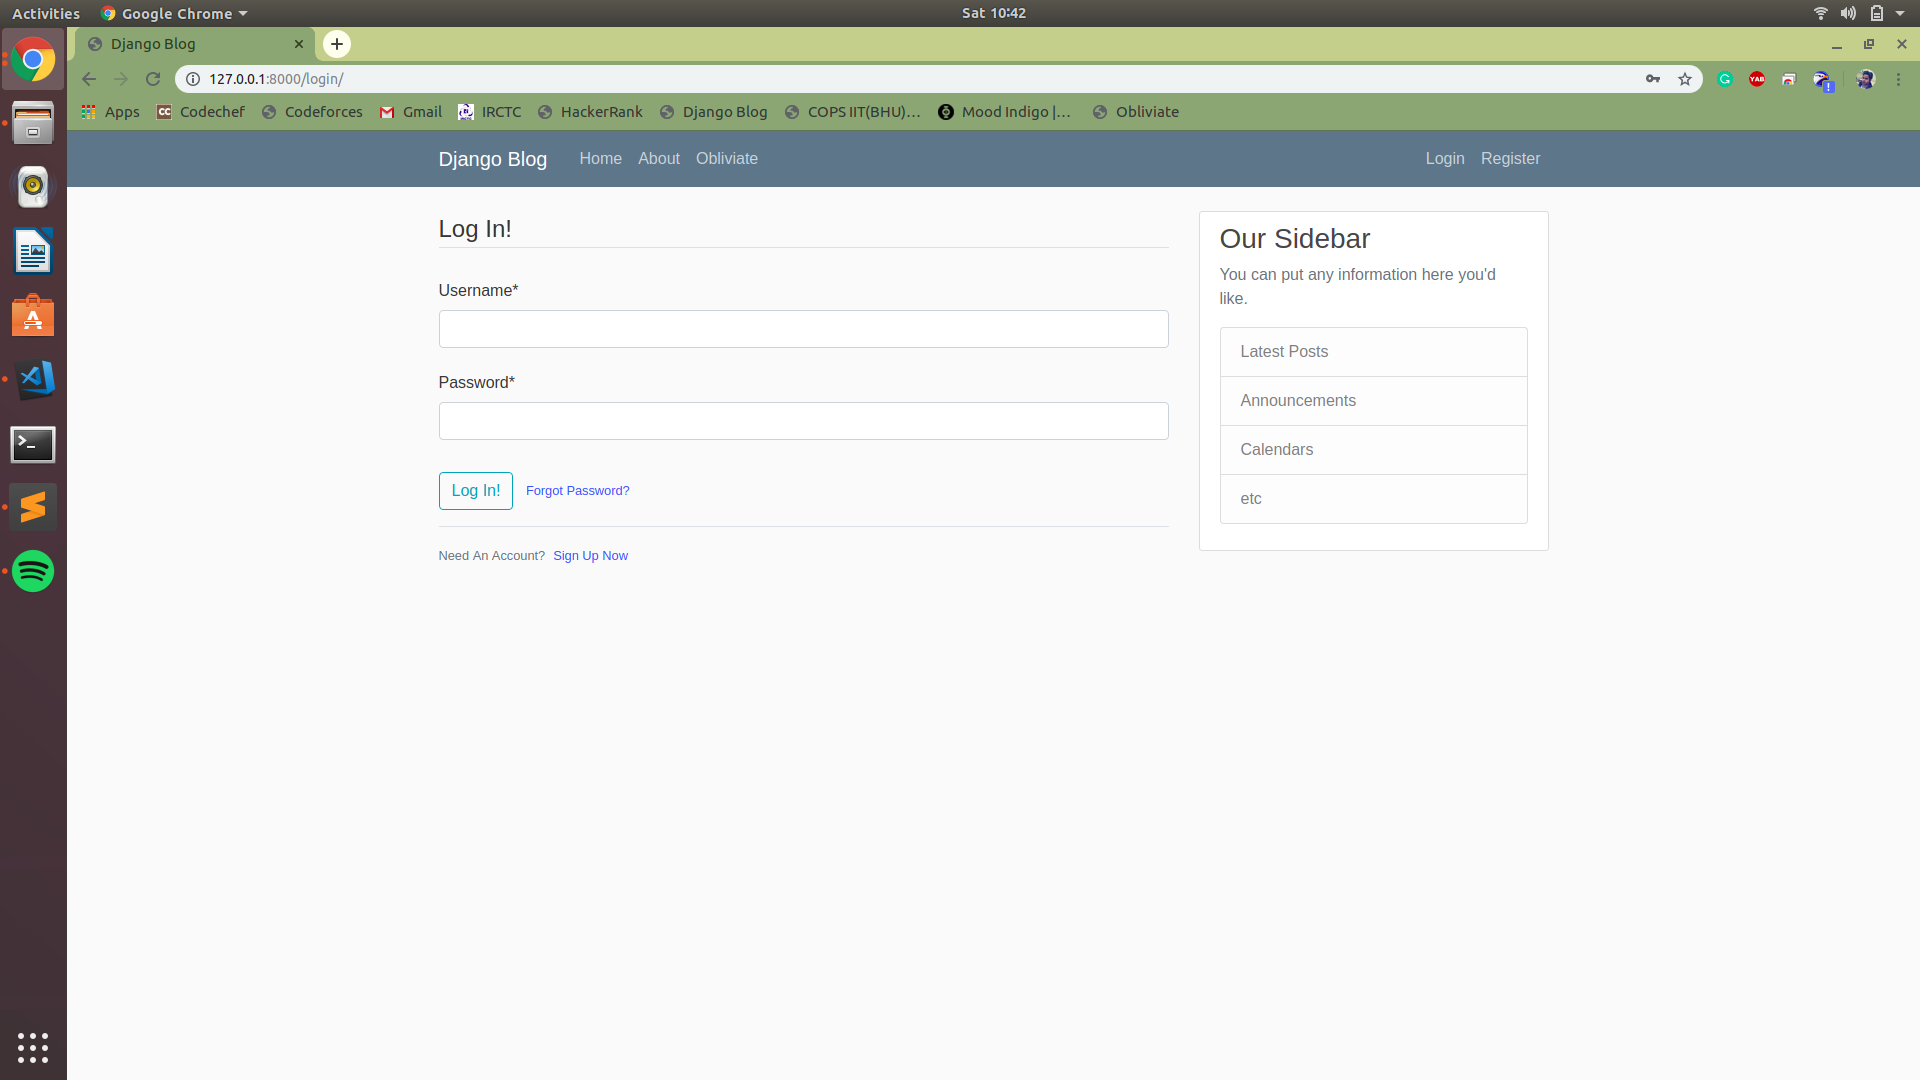 Activities Google Chrome Sat 10:42
Django Blog
127.0.0.1:8000/login/
YAB
!
Apps CC Codechef Codeforces Gmail IRCTC HackerRank Django Blog COPS IIT(BHU)... Mood Indigo |... Obliviate
Django Blog Home About Obliviate Login Register
Log In!
Username*
Password*
Log In! Forgot Password?
Need An Account? Sign Up Now
Our Sidebar
You can put any information here you'd
like.
Latest Posts
Announcements
Calendars
etc